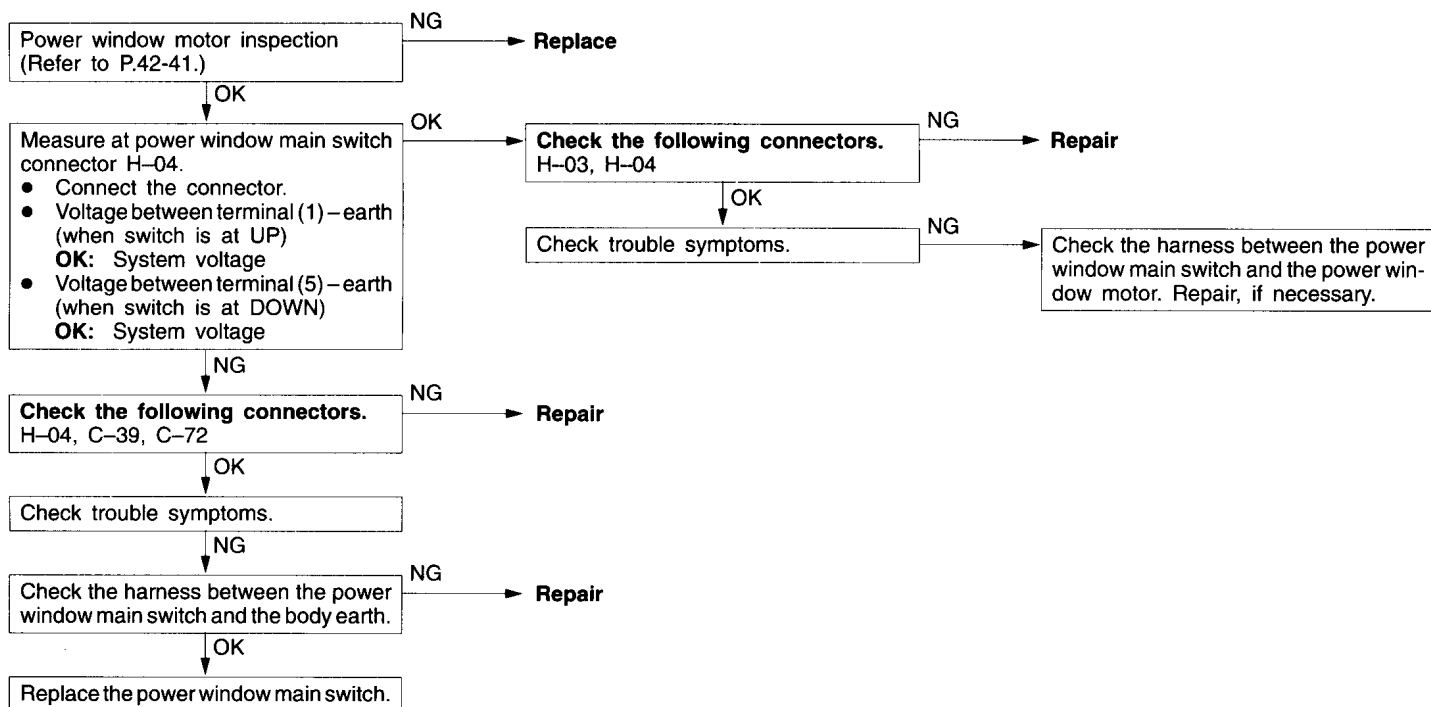 Power window motor inspection
(Refer to P.42-41.)
NG
Replace
OK
Measure at power window main switch
connector H–04.
● Connect the connector.
● Voltage between terminal (1) – earth
(when switch is at UP)
OK: System voltage
● Voltage between terminal (5) – earth
(when switch is at DOWN)
OK: System voltage
OK
Check the following connectors.
H–03, H–04
NG
Repair
OK
Check trouble symptoms.
NG
Check the harness between the power
window main switch and the power win-
dow motor. Repair, if necessary.
NG
Check the following connectors.
H–04, C–39, C–72
NG
Repair
OK
Check trouble symptoms.
NG
Check the harness between the power
window main switch and the body earth.
NG
Repair
OK
Replace the power window main switch.